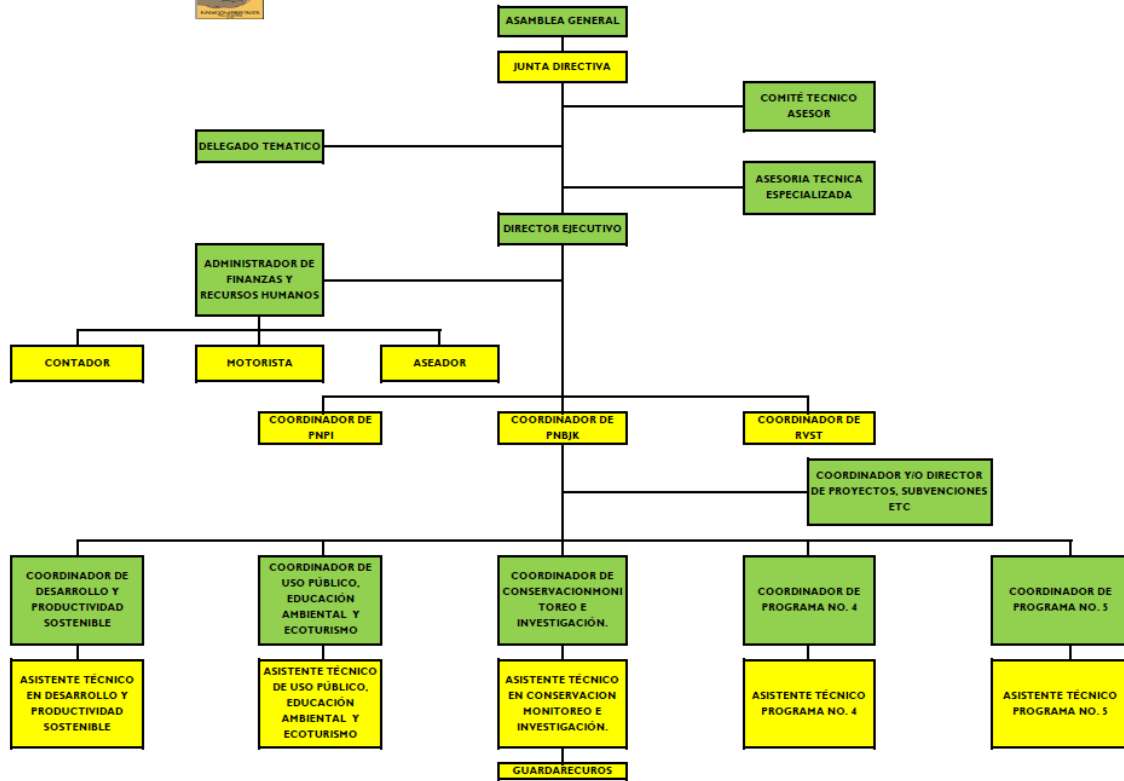 ASAMBLEA GENERAL
JUNTA DIRECTIVA
COMITÉ TECNICO
ASESOR
DELEGADO TEMATICO
ASESORIA TECNICA
ESPECIALIZADA
DIRECTOR EJECUTIVO
ADMINISTRADOR DE
FINANZAS Y
RECURSOS HUMANOS
CONTADOR
MOTORISTA
ASEADOR
COORDINADOR DE
PNPI
COORDINADOR DE
PNBJK
COORDINADOR DE
RVST
COORDINADOR Y/O DIRECTOR
DE PROYECTOS, SUBVENCIONES
ETC
COORDINADOR DE
DESARROLLO Y
PRODUCTIVIDAD
SOSTENIBLE
COORDINADOR DE
USO PÚBLICO,
EDUCACIÓN
AMBIENTAL Y
ECOTURISMO
COORDINADOR DE
CONSERVACIONMONI
TOREO E
INVESTIGACIÓN.
COORDINADOR DE
PROGRAMA NO. 4
COORDINADOR DE
PROGRAMA NO. 5
ASISTENTE TÉCNICO
EN DESARROLLO Y
PRODUCTIVIDAD
SOSTENIBLE
ASISTENTE TÉCNICO
DE USO PÚBLICO,
EDUCACIÓN
AMBIENTAL Y
ECOTURISMO
ASISTENTE TÉCNICO
EN CONSERVACION
MONITOREO E
INVESTIGACIÓN.
ASISTENTE TÉCNICO
PROGRAMA NO. 4
ASISTENTE TÉCNICO
PROGRAMA NO. 5
GUARDARECUROS